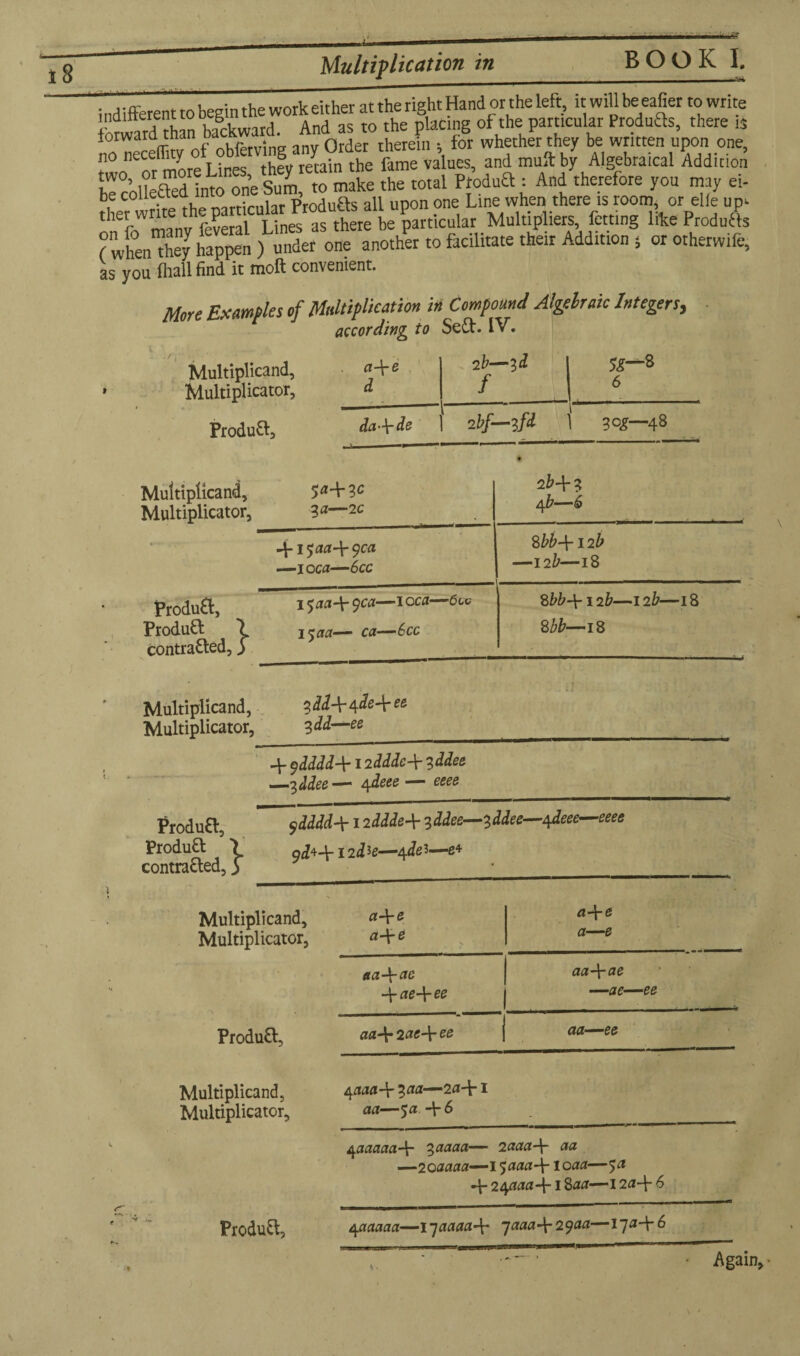 18 Multiplication in BOOK I.
indifferent to begin the work either at the right Hand or the left, it will be easier to write
forward than backward. And as to the placing of the particular Products, there is
no necessity of observing any Order therein ; for whether they be written upon one,
two, or more Lines, they retain the same values, and must by Algebraical Addition
be collected into one Sum, to make the total Product : And therefore you may ei-
ther write the particular Products all upon one Line when there is room, or else up-
on so many several Lines as there be particular Multipliers, setting like Products
( when they happen ) under one another to facilitate their Addition ; or otherwise,
as you shall find it most convenient.
More Examples of Multiplication in Compound Algebraic Integers,
according to Sect. IV.
Multiplicand, a+e 2b—3d 5g—8
Multiplicator, d f 6
Product, da+de 2bf—3fd 30g—48
Multiplicand, 5a+3c 2b+3
Multiplicator, 3a—2c 4b—6
+15aa+9ca 8bb+12b
—10ca—6cc —12b—18
Product, 15aa+9ca—10ca—6cc 8bb+12b—12b—18
Product } 15aa— ca—6cc 8bb—18
contracted, }
Multiplicand, 3dd+4de+ee
Multiplicator, 3dd—ee
+9dddd+12ddde+3ddee
—3ddee — 4deee — eeee
Product, 9dddd+12ddde+3ddee—3ddee—4deee—eeee
Product } 9d⁴+12d³e—4de³—e⁴
contracted, }
Multiplicand, a+e a+e
Multiplicator, a+e a—e
aa+ae aa+ae
+ae+ee —ae—ee
Product, aa+2ae+ee aa—ee
Multiplicand, 4aaa+3aa—2a+1
Multiplicator, aa—5a+6
4aaaaa+ 3aaaa— 2aaa+ aa
—20aaaa—15aaa+10aa—5a
+24aaa+18aa—12a+6
Product, 4aaaaa—17aaaa+ 7aaa+29aa—17a+6
Again,